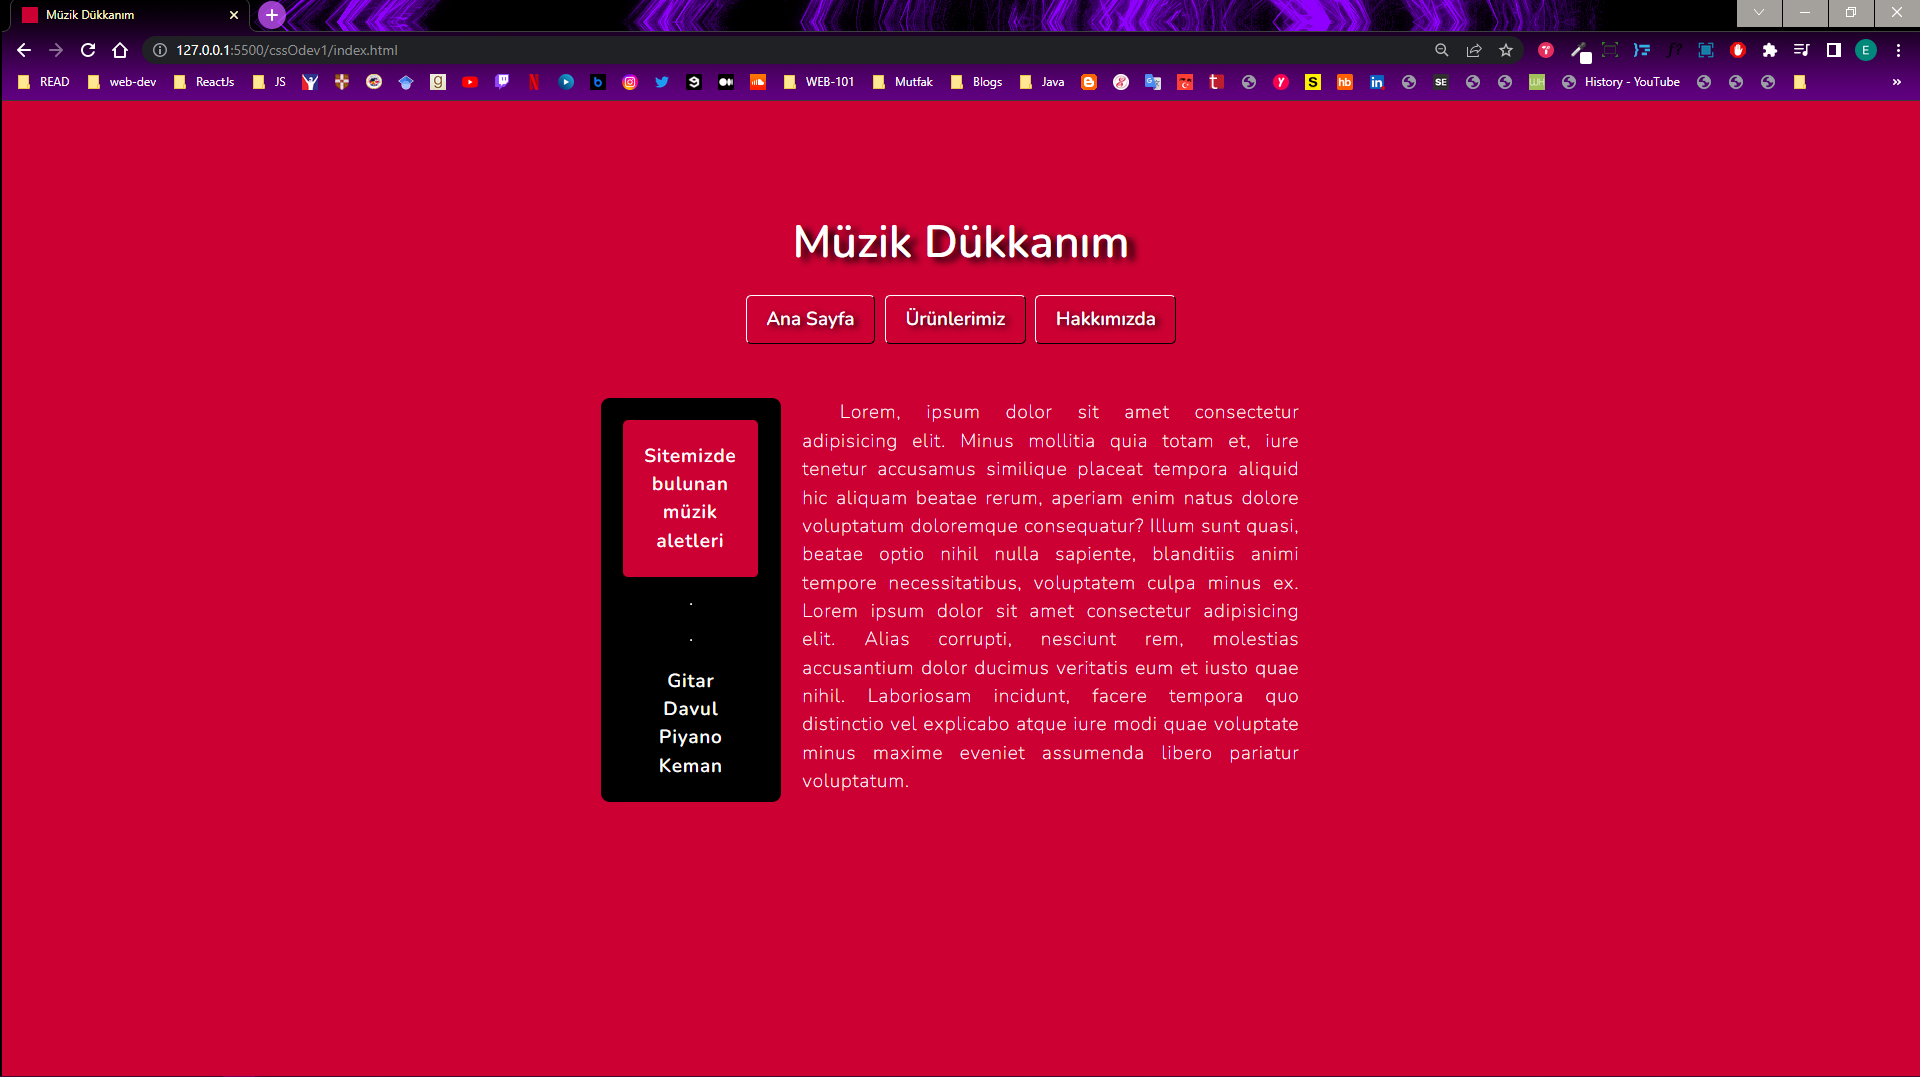 Müzik Dükkanım
127.0.0.1:5500/cssOdev1/index.html
E
READ web-dev ReactJs JS WEB-101 Mutfak Blogs Java SE History - YouTube »
Müzik Dükkanım
Ana Sayfa Ürünlerimiz Hakkımızda
Sitemizde
bulunan
müzik
aletleri
.
.
Gitar
Davul
Piyano
Keman
Lorem, ipsum dolor sit amet consectetur
adipisicing elit. Minus mollitia quia totam et, iure
tenetur accusamus similique placeat tempora aliquid
hic aliquam beatae rerum, aperiam enim natus dolore
voluptatum doloremque consequatur? Illum sunt quasi,
beatae optio nihil nulla sapiente, blanditiis animi
tempore necessitatibus, voluptatem culpa minus ex.
Lorem ipsum dolor sit amet consectetur adipisicing
elit. Alias corrupti, nesciunt rem, molestias
accusantium dolor ducimus veritatis eum et iusto quae
nihil. Laboriosam incidunt, facere tempora quo
distinctio vel explicabo atque iure modi quae voluptate
minus maxime eveniet assumenda libero pariatur
voluptatum.